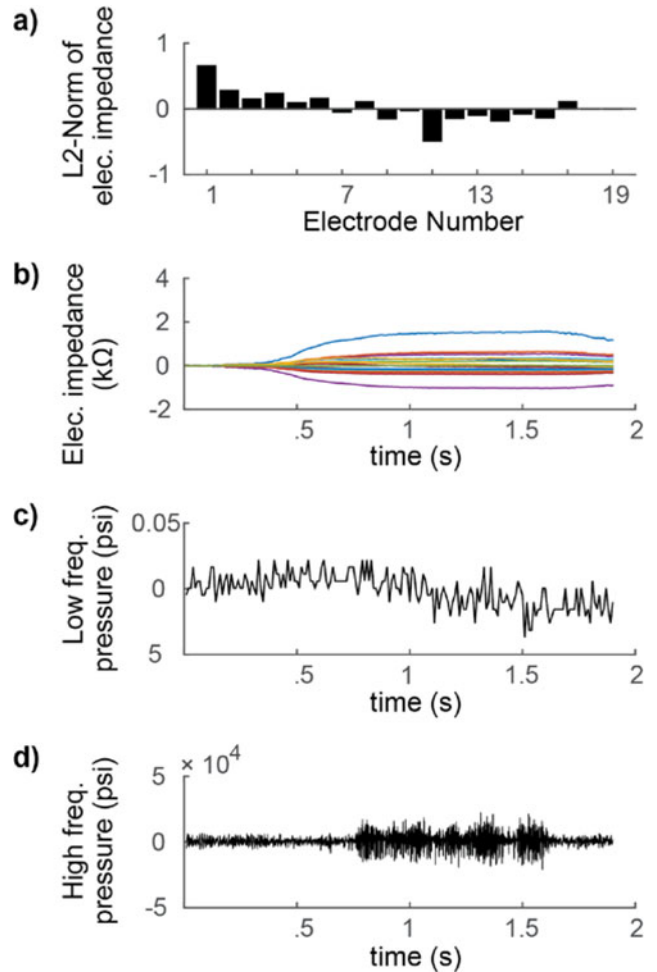 a)
L2-Norm of
elec. impedance
1
0
-1
1
7
13
19
Electrode Number
b)
Elec. impedance
(kΩ)
4
2
0
-2
.5
1
1.5
2
time (s)
c)
Low freq.
pressure (psi)
0.05
0
5
.5
1
1.5
2
time (s)
d)
High freq.
pressure (psi)
× 10⁴
5
0
-5
.5
1
1.5
2
time (s)